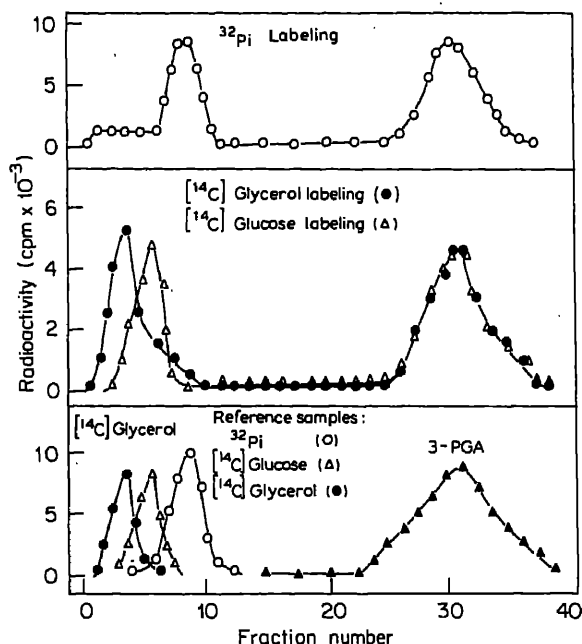 10
5
0
³²Pi Labeling
6
4
2
0
[¹⁴C] Glycerol labeling (●)
[¹⁴C] Glucose labeling (△)
Radioactivity (cpm x 10⁻³)
10
5
0
[¹⁴C] Glycerol
Reference samples:
³²Pi (O)
[¹⁴C] Glucose (△)
[¹⁴C] Glycerol (●)
3-PGA
0 10 20 30 40
Fraction number